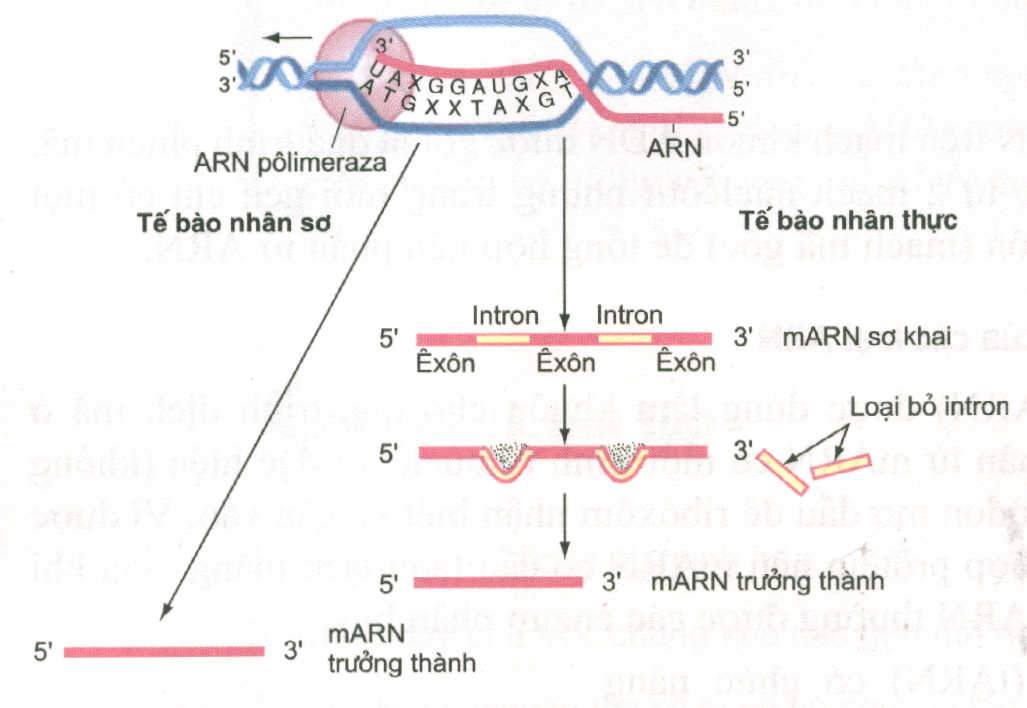 5'
3'
3'
3'
5'
U A X G G A U G X A
A T G X X T A X G T
5'
ARN
ARN pôlimeraza
Tế bào nhân sơ
Tế bào nhân thực
Intron
Intron
5'
3' mARN sơ khai
Êxôn
Êxôn
Êxôn
Loại bỏ intron
5'
3'
5'
3' mARN trưởng thành
5'
3'
mARN
trưởng thành